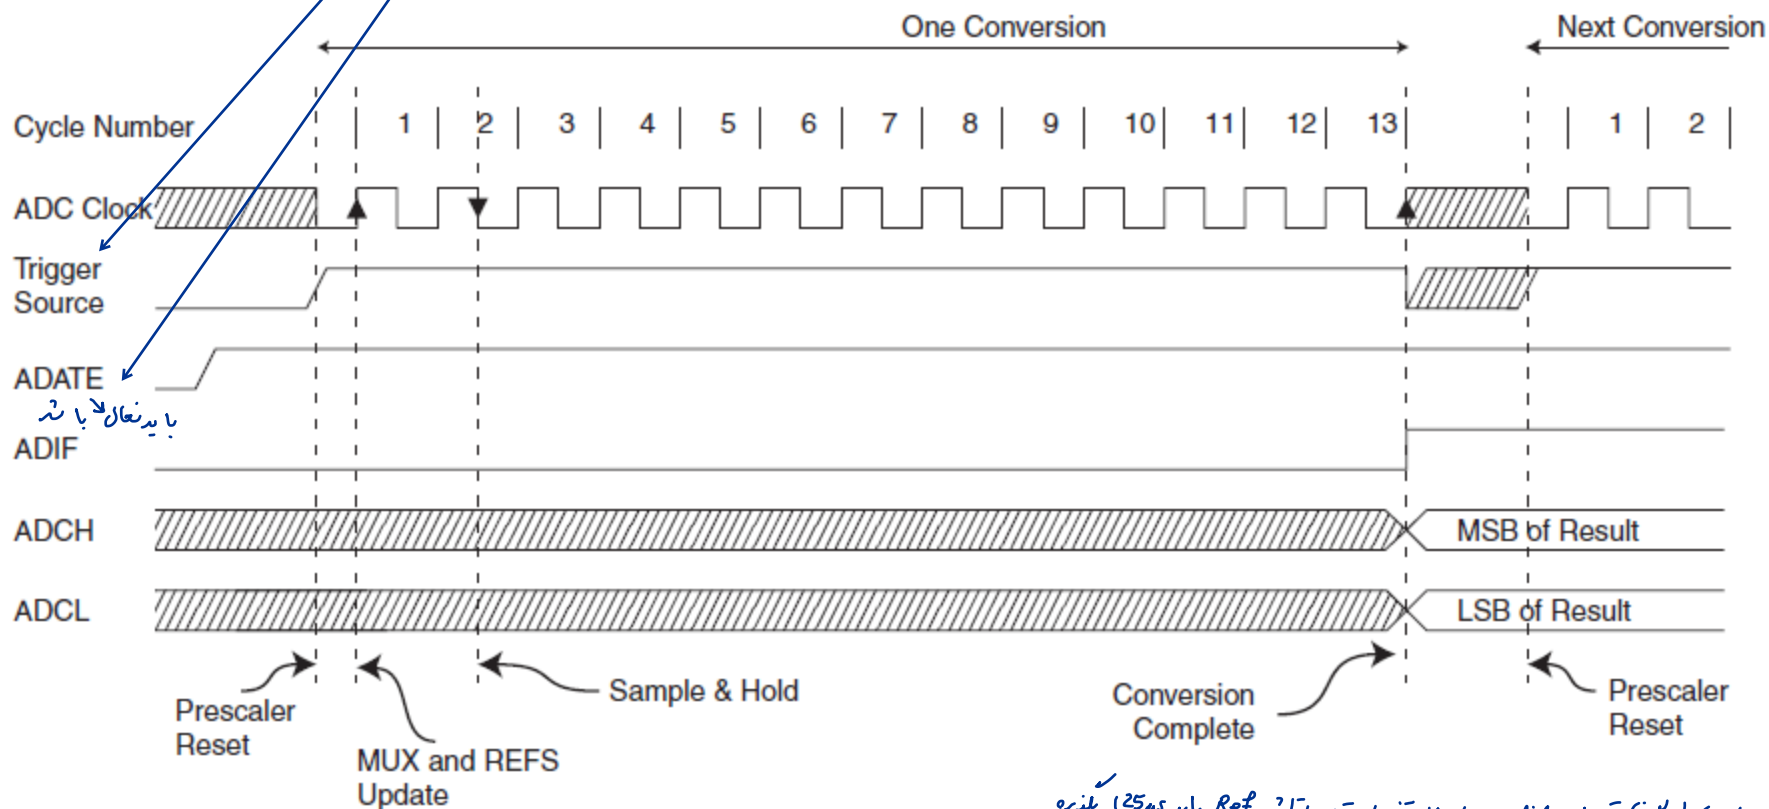 One Conversion
Next Conversion
Cycle Number
1 2 3 4 5 6 7 8 9 10 11 12 13 1 2
ADC Clock
Trigger
Source
ADATE
باید فعال باشد
ADIF
ADCH
MSB of Result
ADCL
LSB of Result
Sample & Hold
Prescaler
Reset
MUX and REFS
Update
Conversion
Complete
Prescaler
Reset
Ref 125µs